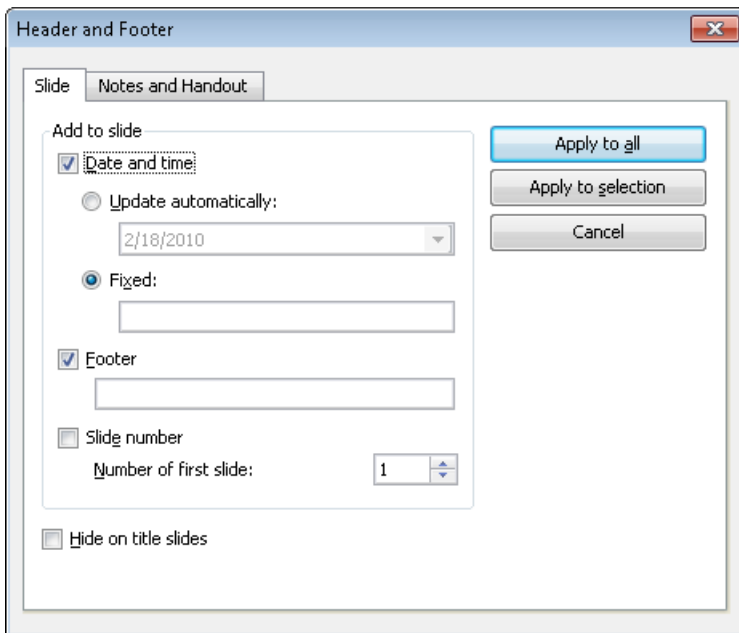 Header and Footer
Slide
Notes and Handout
Add to slide
Date and time
Update automatically:
2/18/2010
Fixed:
Footer
Slide number
Number of first slide:
1
Hide on title slides
Apply to all
Apply to selection
Cancel